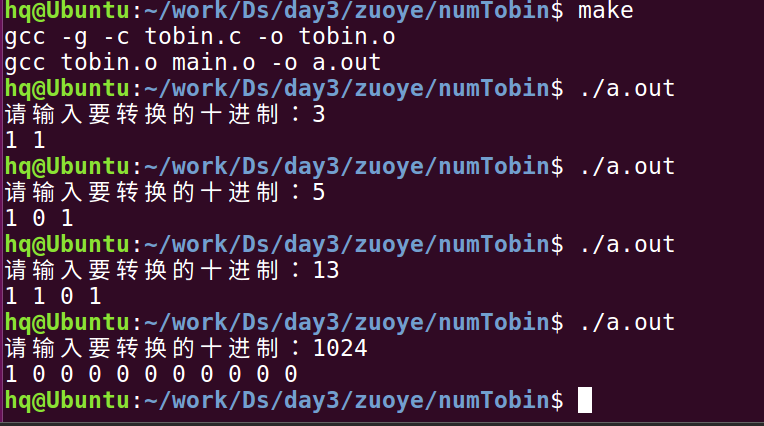 hq@Ubuntu:~/work/Ds/day3/zuoye/numTobin$ make
gcc -g -c tobin.c -o tobin.o
gcc tobin.o main.o -o a.out
hq@Ubuntu:~/work/Ds/day3/zuoye/numTobin$ ./a.out
请输入要转换的十进制：3
1 1
hq@Ubuntu:~/work/Ds/day3/zuoye/numTobin$ ./a.out
请输入要转换的十进制：5
1 0 1
hq@Ubuntu:~/work/Ds/day3/zuoye/numTobin$ ./a.out
请输入要转换的十进制：13
1 1 0 1
hq@Ubuntu:~/work/Ds/day3/zuoye/numTobin$ ./a.out
请输入要转换的十进制：1024
1 0 0 0 0 0 0 0 0 0 0
hq@Ubuntu:~/work/Ds/day3/zuoye/numTobin$